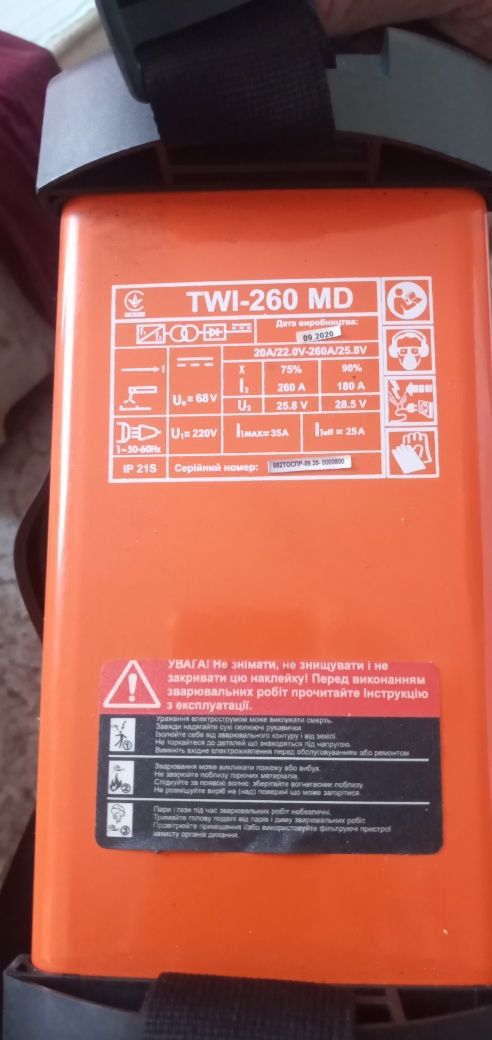 TWI-260 MD
Дата виробництва:
09.2020
20A/22.0V-260A/25.8V
X 75% 90%
I₂ 260 A 180 A
U₀= 68 V
U₂ 25.8 V 28.5 V
U₁= 220V I₁MAX= 35A I₁eff = 25A
1~50-60Hz
IP 21S Серійний номер: 002ТОСПР-09 20- 0000800
УВАГА! Не знімати, не знищувати і не
закривати цю наклейку! Перед виконанням
зварювальних робіт прочитайте Інструкцію
з експлуатації.
Ураження електрострумом може викликати смерть.
Завжди надягайте сухі ізолюючі рукавички.
Ізолюйте себе від зварювального контуру і від землі
Не торкайтеся до деталей що знаходяться під напругою.
Вимкніть вхідне електроживлення перед обслуговуванням або ремонтом
1
Зварювання може викликати пожежу або вибух.
Не зварюйте поблизу горючих матеріалів.
Слідкуйте за появою вогню: зберігайте вогнегасник поблизу.
Не розміщуйте виріб на (над) поверхні що може загорітися.
2
Пари і гази під час зварювальних робіт небезпечні.
Тримайте голову подалі від парів і диму зварювальних робіт.
Провітрюйте приміщення і/або використовуйте фільтруючі пристрої
захисту органів дихання.
3